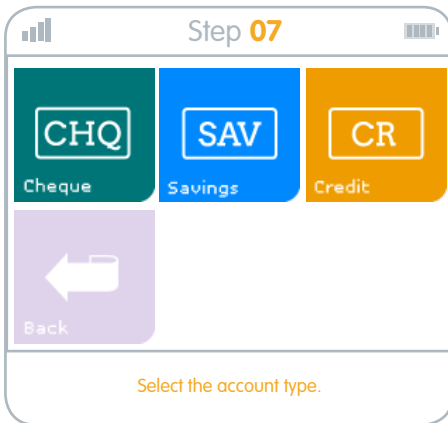 Step 07
CHQ
Cheque
SAV
Savings
CR
Credit
Back
Select the account type.